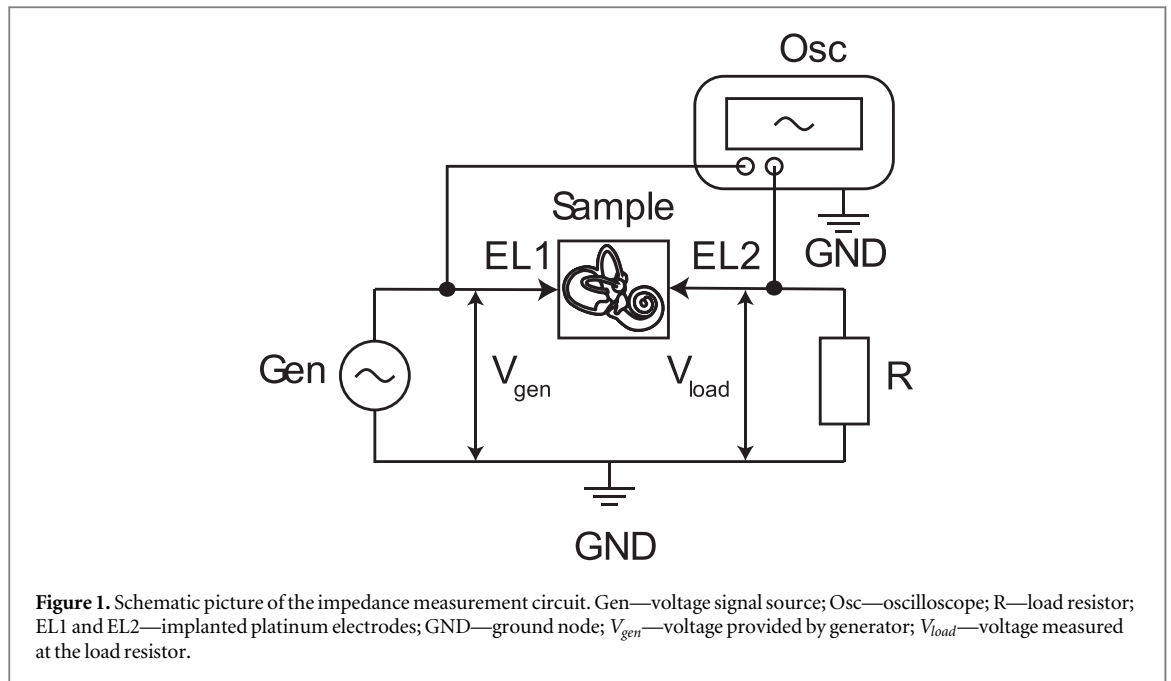 Osc
Sample
EL1
EL2
GND
Gen
V_gen
V_load
R
GND
Figure 1. Schematic picture of the impedance measurement circuit. Gen—voltage signal source; Osc—oscilloscope; R—load resistor;
EL1 and EL2—implanted platinum electrodes; GND—ground node; V_gen—voltage provided by generator; V_load—voltage measured
at the load resistor.